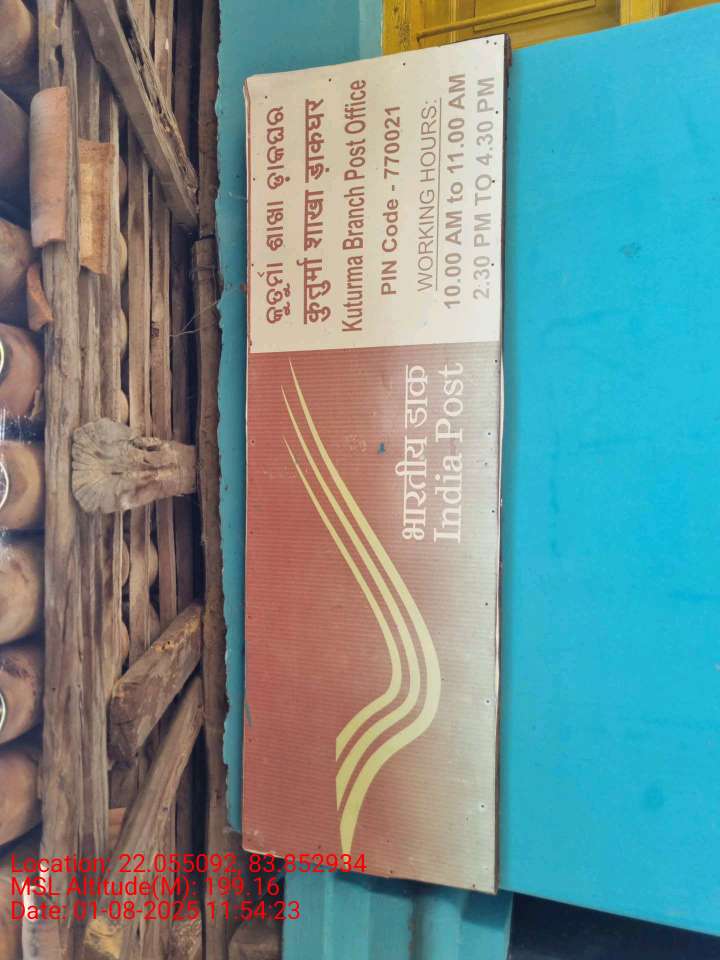 କୁତୁର୍ମା ଶାଖା ଡ଼ାକଘର
कुतुर्मा शाखा ड़ाकघर
Kuturma Branch Post Office
PIN Code - 770021
WORKING HOURS:
10.00 AM to 11.00 AM
2:30 PM TO 4.30 PM
भारतीय डाक
India Post
Location: 22.055092, 83.852934
MSL Altitude(M): 199.16
Date: 01-08-2025 11:54:23